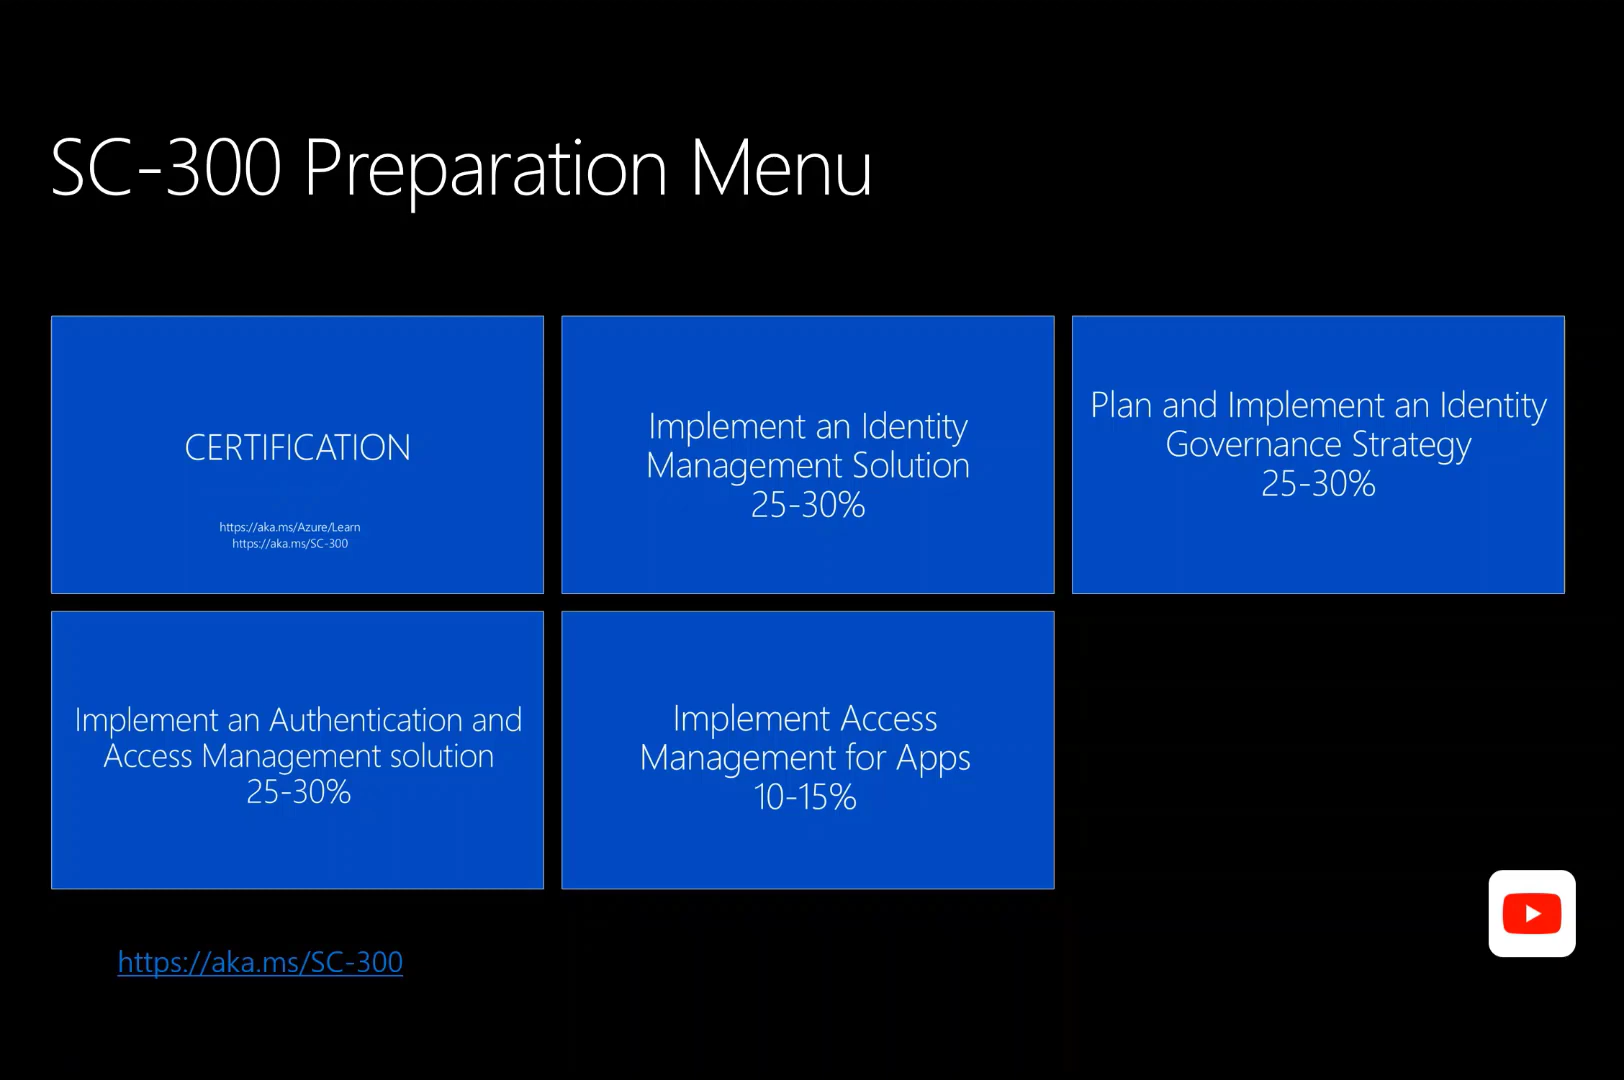 SC-300 Preparation Menu
CERTIFICATION
https://aka.ms/Azure/Learn
https://aka.ms/SC-300
Implement an Identity
Management Solution
25-30%
Plan and Implement an Identity
Governance Strategy
25-30%
Implement an Authentication and
Access Management solution
25-30%
Implement Access
Management for Apps
10-15%
https://aka.ms/SC-300